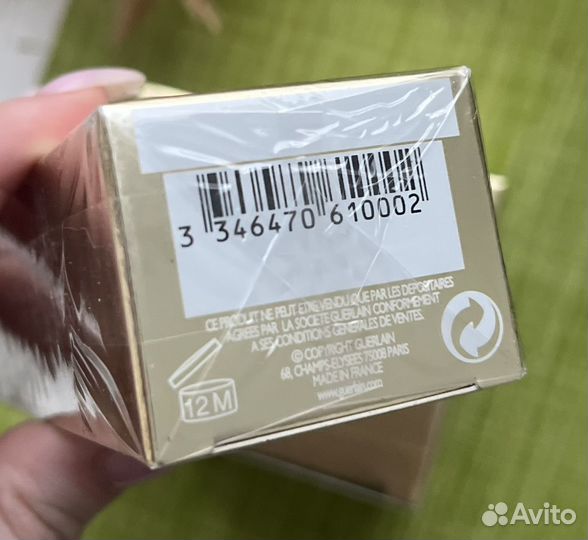 3 346470 610002
CE PRODUIT NE PEUT ETRE VENDU QUE PAR LES DEPOSITAIRES
AGREES PAR LA SOCIETE GUERLAIN CONFORMEMENT
A SES CONDITIONS GENERALES DE VENTES.
© COPYRIGHT GUERLAIN
68, CHAMPS-ELYSEES 75008 PARIS
MADE IN FRANCE
www.guerlain.com
12M
Avito